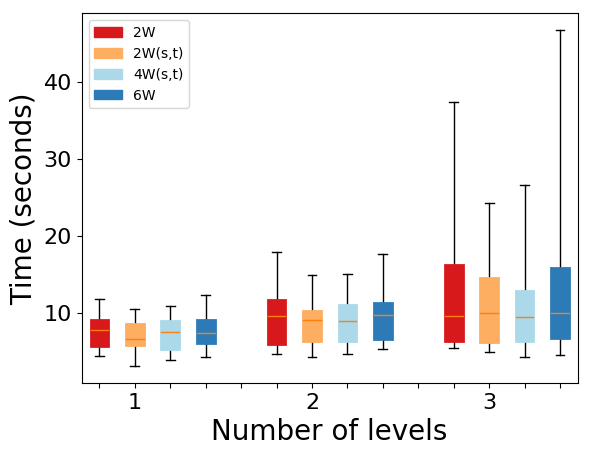 2W
2W(s,t)
4W(s,t)
6W
Time (seconds)
40
30
20
10
1 2 3
Number of levels